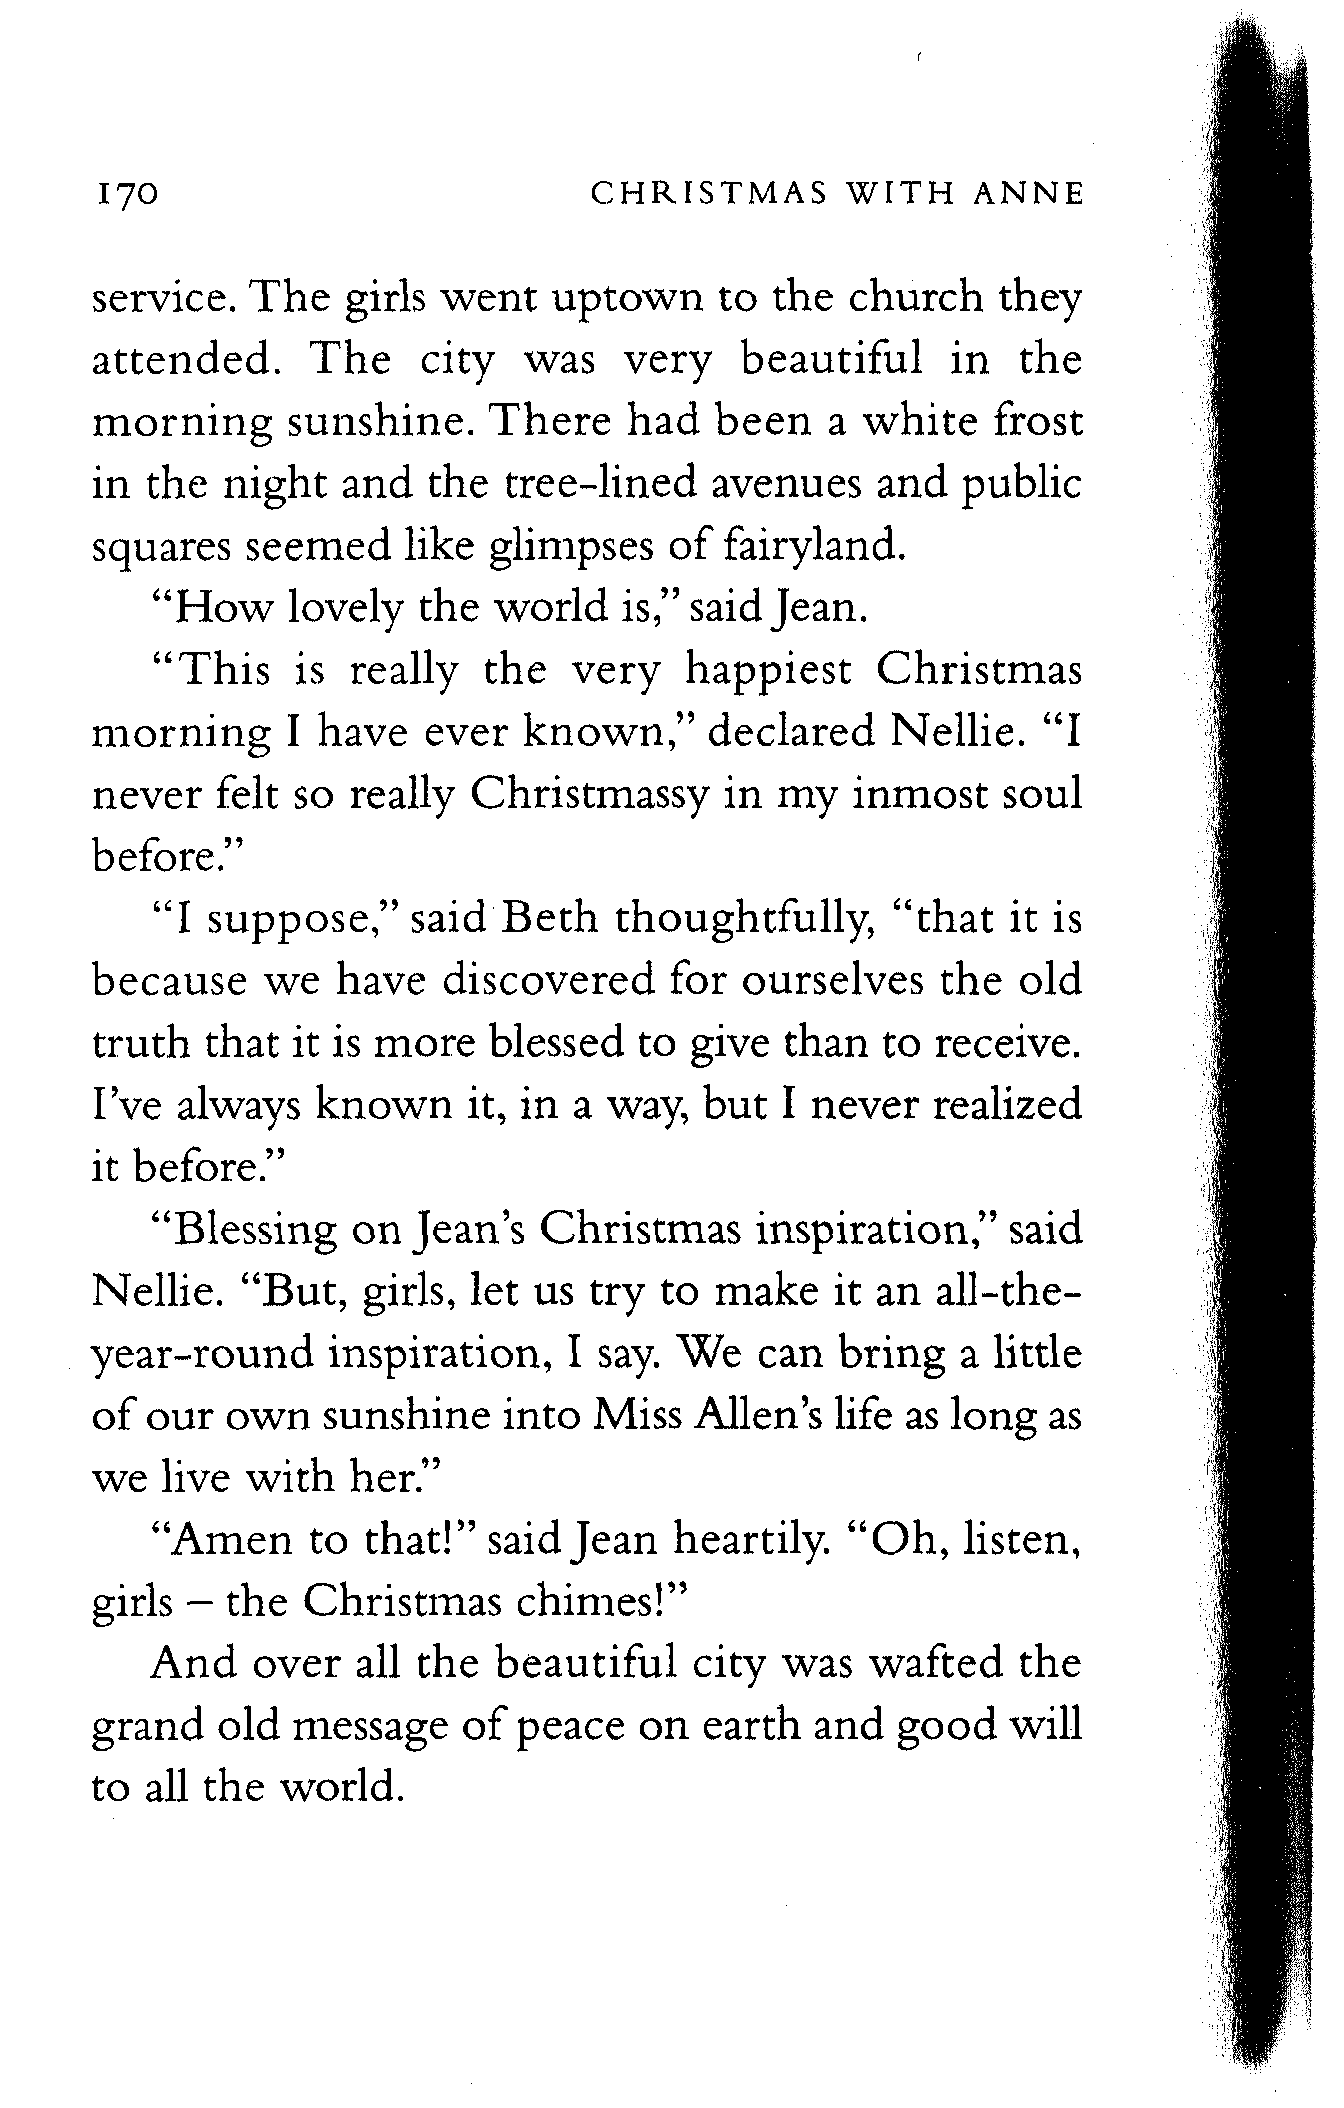 170 CHRISTMAS WITH ANNE
service. The girls went uptown to the church they
attended. The city was very beautiful in the
morning sunshine. There had been a white frost
in the night and the tree-lined avenues and public
squares seemed like glimpses of fairyland.
“How lovely the world is,” said Jean.
“This is really the very happiest Christmas
morning I have ever known,” declared Nellie. “I
never felt so really Christmassy in my inmost soul
before.”
“I suppose,” said Beth thoughtfully, “that it is
because we have discovered for ourselves the old
truth that it is more blessed to give than to receive.
I’ve always known it, in a way, but I never realized
it before.”
“Blessing on Jean’s Christmas inspiration,” said
Nellie. “But, girls, let us try to make it an all-the-
year-round inspiration, I say. We can bring a little
of our own sunshine into Miss Allen’s life as long as
we live with her.”
“Amen to that!” said Jean heartily. “Oh, listen,
girls – the Christmas chimes!”
And over all the beautiful city was wafted the
grand old message of peace on earth and good will
to all the world.